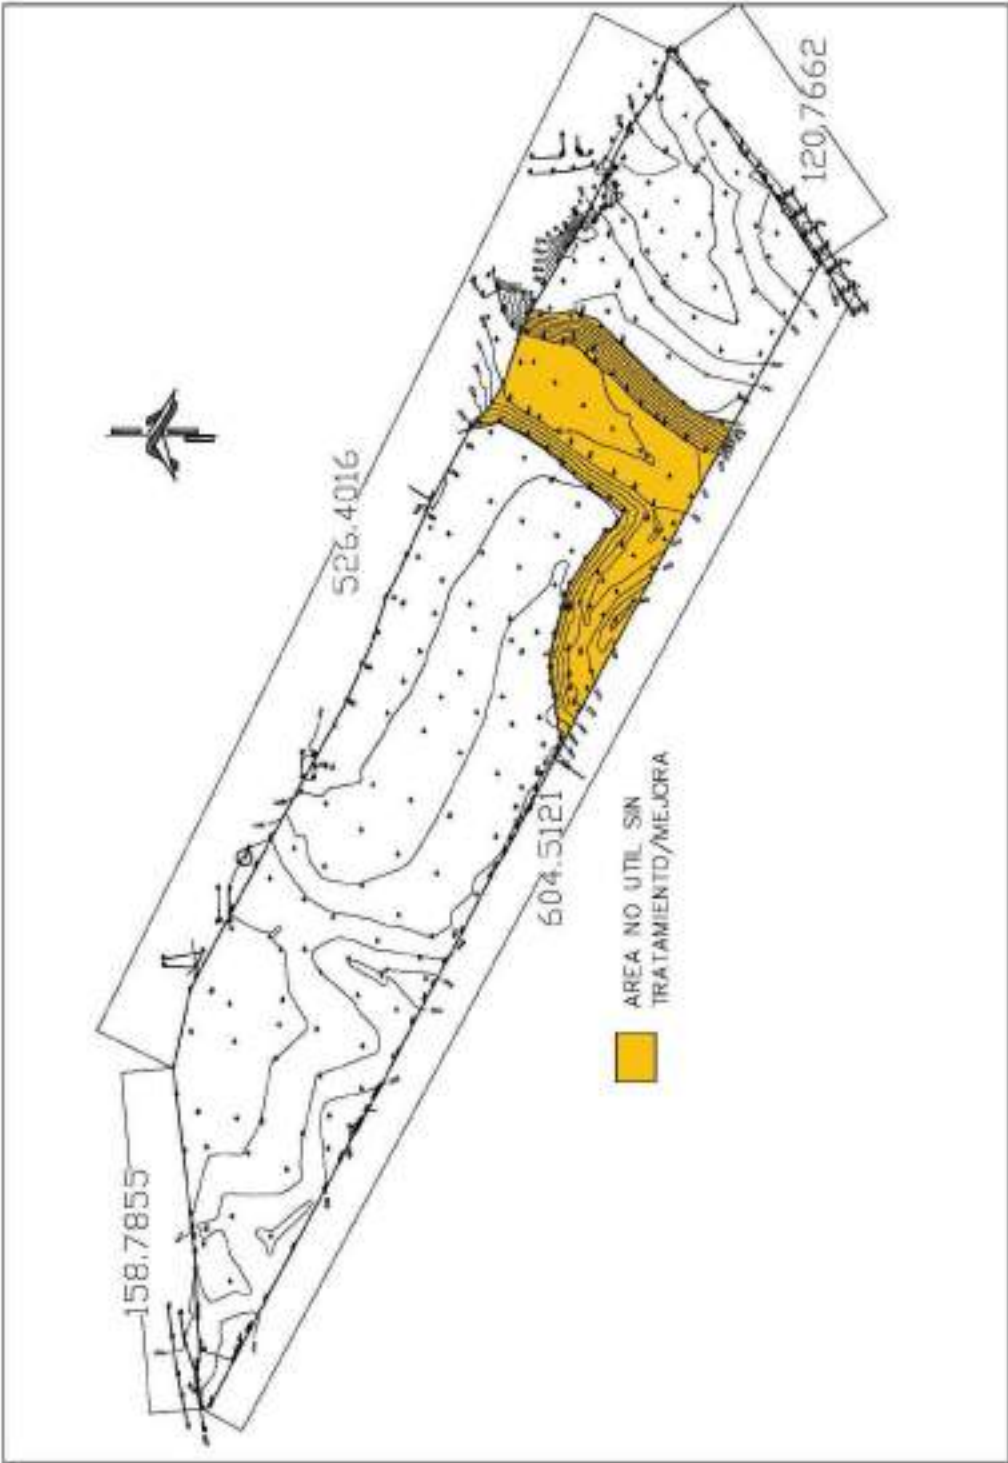 120.7662
526.4016
604.5121
158.7855
AREA NO UTIL SIN
TRATAMIENTO/MEJORA